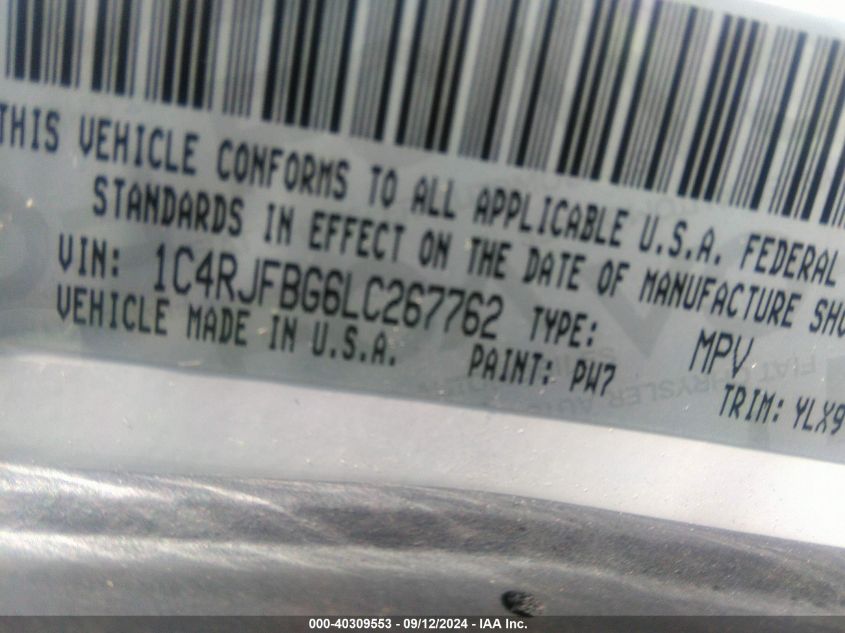 THIS VEHICLE CONFORMS TO ALL APPLICABLE U.S.A. FEDERAL
STANDARDS IN EFFECT ON THE DATE OF MANUFACTURE
VIN: 1C4RJFBG6LC267762 TYPE: MPV
VEHICLE MADE IN U.S.A. PAINT: PW7 TRIM: YLX9
000-40309553 - 09/12/2024 - IAA Inc.